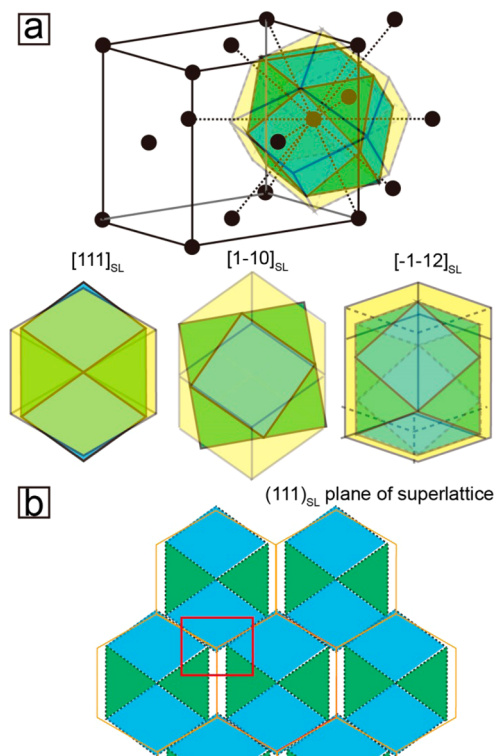 a
[111]SL
[1-10]SL
[-1-12]SL
b
(111)SL plane of superlattice